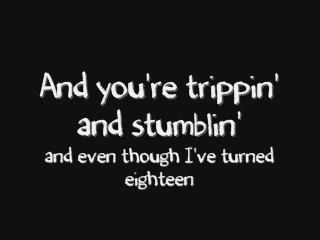 And you're trippin'
and stumblin'
and even though I've turned
eighteen